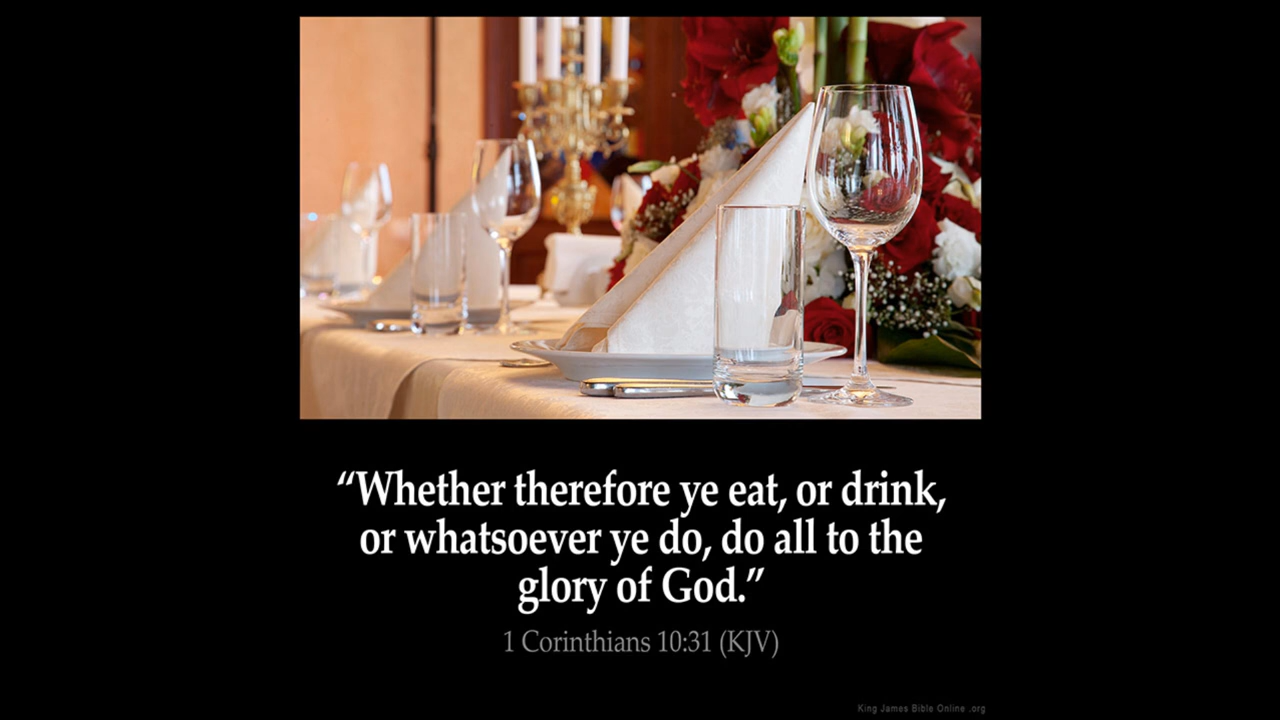 “Whether therefore ye eat, or drink,
or whatsoever ye do, do all to the
glory of God.”
1 Corinthians 10:31 (KJV)
King James Bible Online .org